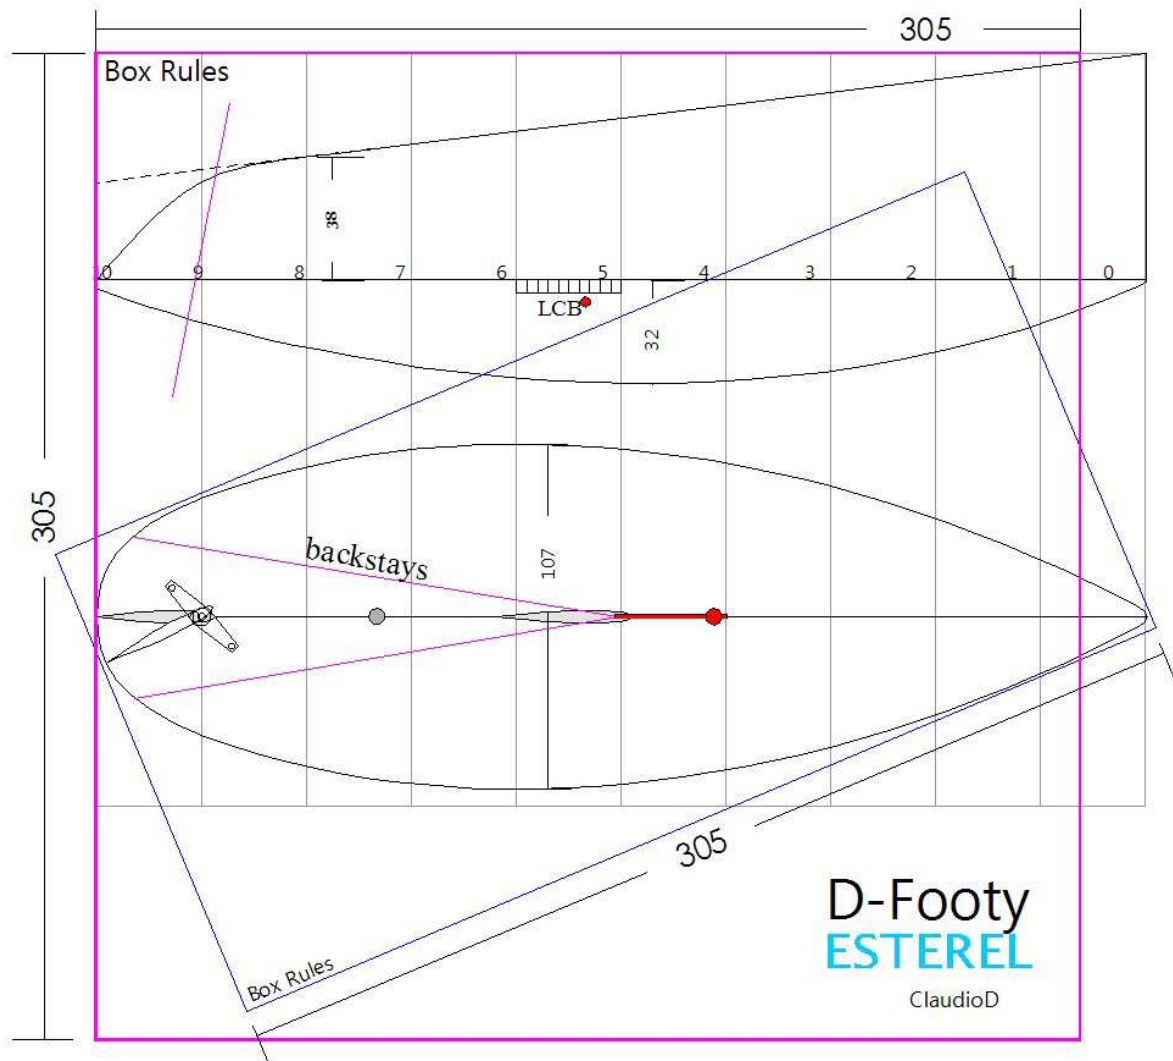 305
Box Rules
305
38
10 9 8 7 6 5 4 3 2 1 0
LCB
32
backstays
107
305
Box Rules
D-Footy
ESTEREL
ClaudioD